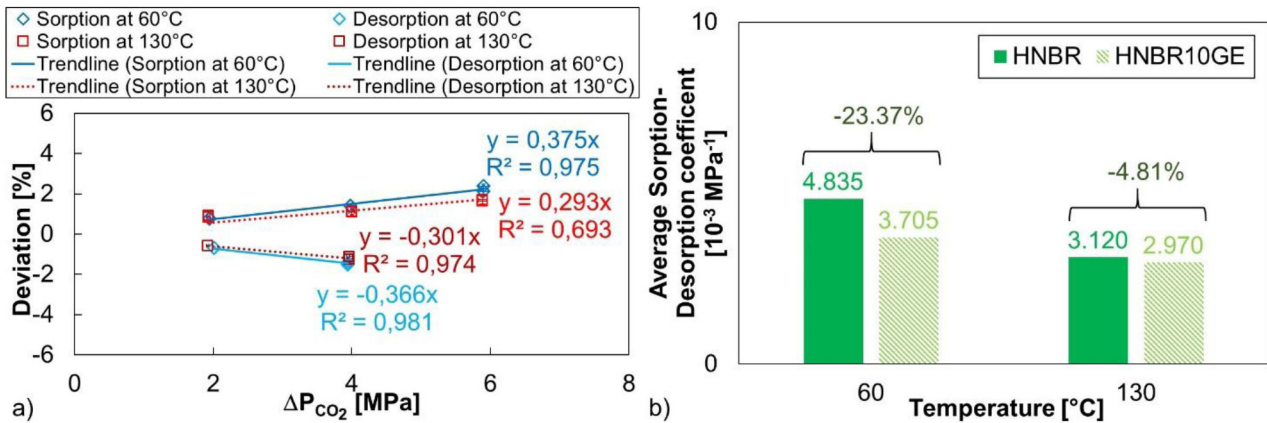 Sorption at 60°C Desorption at 60°C
Sorption at 130°C Desorption at 130°C
Trendline (Sorption at 60°C) Trendline (Desorption at 60°C)
Trendline (Sorption at 130°C) Trendline (Desorption at 130°C)
6
4
2
0
-2
-4
-6
Deviation [%]
y = 0,375x
R² = 0,975
y = 0,293x
R² = 0,693
y = -0,301x
R² = 0,974
y = -0,366x
R² = 0,981
0 2 4 6 8
ΔP_CO₂ [MPa]
a)
10
0
Average Sorption-
Desorption coefficent
[10⁻³ MPa⁻¹]
HNBR HNBR10GE
-23.37%
4.835
3.705
-4.81%
3.120 2.970
60 130
Temperature [°C]
b)